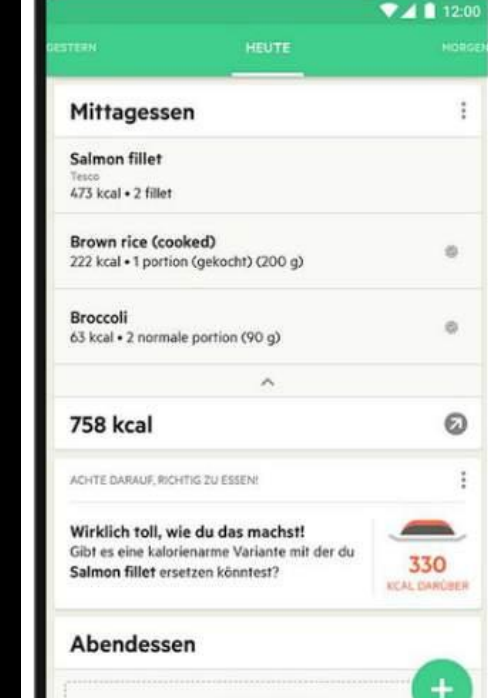 12:00
GESTERN HEUTE MORGEN
Mittagessen
Salmon fillet
Tesco
473 kcal • 2 fillet
Brown rice (cooked)
222 kcal • 1 portion (gekocht) (200 g)
Broccoli
63 kcal • 2 normale portion (90 g)
758 kcal
ACHTE DARAUF, RICHTIG ZU ESSEN!
Wirklich toll, wie du das machst!
Gibt es eine kalorienarme Variante mit der du
Salmon fillet ersetzen könntest?
330
KCAL DARÜBER
Abendessen
+